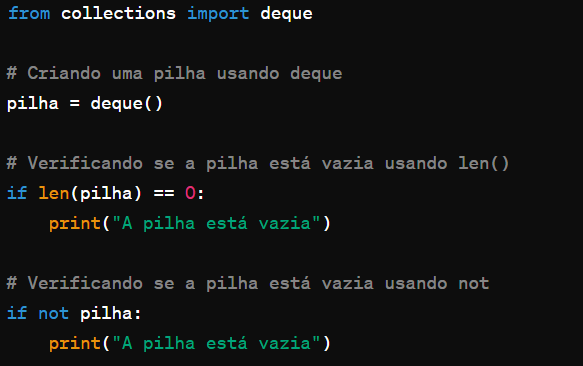 from collections import deque

# Criando uma pilha usando deque
pilha = deque()

# Verificando se a pilha está vazia usando len()
if len(pilha) == 0:
    print("A pilha está vazia")

# Verificando se a pilha está vazia usando not
if not pilha:
    print("A pilha está vazia")